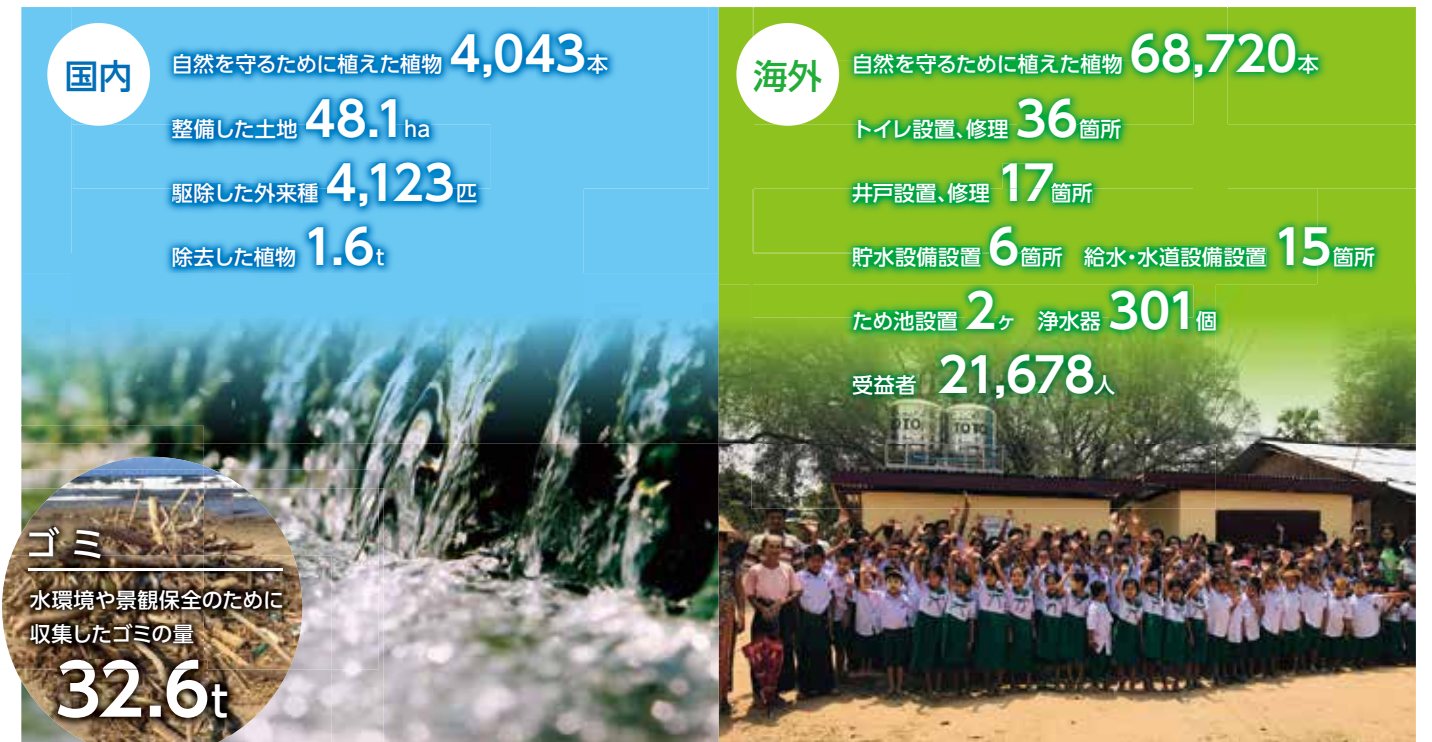 国内
自然を守るために植えた植物 4,043本
整備した土地 48.1ha
駆除した外来種 4,123匹
除去した植物 1.6t
ゴミ
水環境や景観保全のために
収集したゴミの量
32.6t
海外
自然を守るために植えた植物 68,720本
トイレ設置、修理 36箇所
井戸設置、修理 17箇所
貯水設備設置 6箇所 給水・水道設備設置 15箇所
ため池設置 2ヶ 浄水器 301個
受益者 21,678人
TOTO